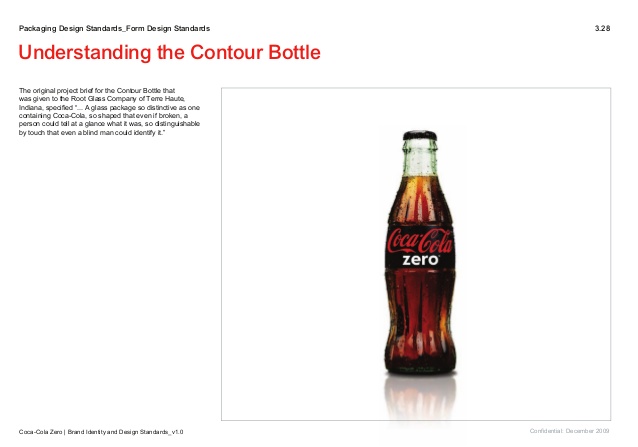 Packaging Design Standards_Form Design Standards
3.28
Understanding the Contour Bottle
The original project brief for the Contour Bottle that
was given to the Root Glass Company of Terre Haute,
Indiana, specified “... A glass package so distinctive as one
containing Coca-Cola, so shaped that even if broken, a
person could tell at a glance what it was, so distinguishable
by touch that even a blind man could identify it.”
Coca-Cola
zero
Coca-Cola Zero | Brand Identity and Design Standards_v1.0
Confidential: December 2009